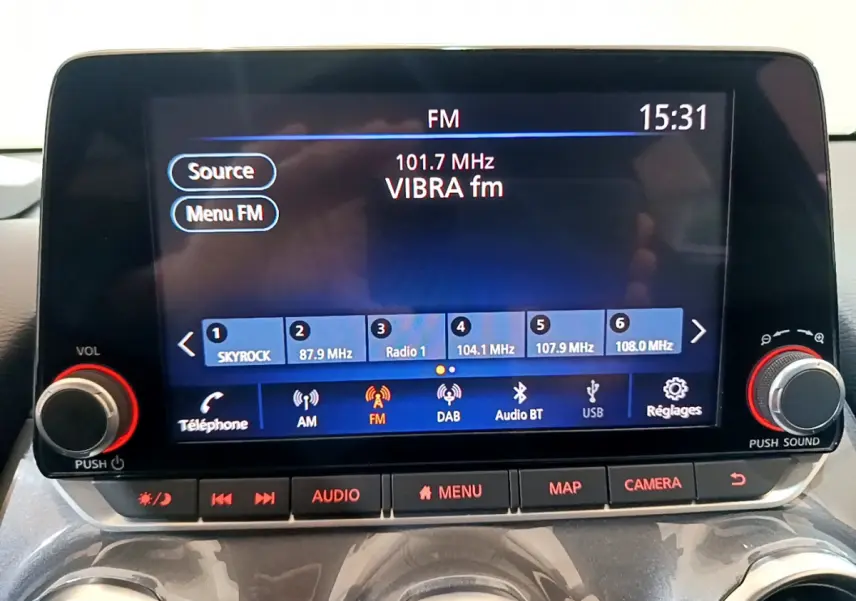 FM
15:31
Source
101.7 MHz
VIBRA fm
Menu FM
1
SKYROCK
2
87.9 MHz
3
Radio 1
4
104.1 MHz
5
107.9 MHz
6
108.0 MHz
Téléphone
AM
FM
DAB
Audio BT
USB
Réglages
VOL
PUSH
PUSH SOUND
AUDIO
MENU
MAP
CAMERA